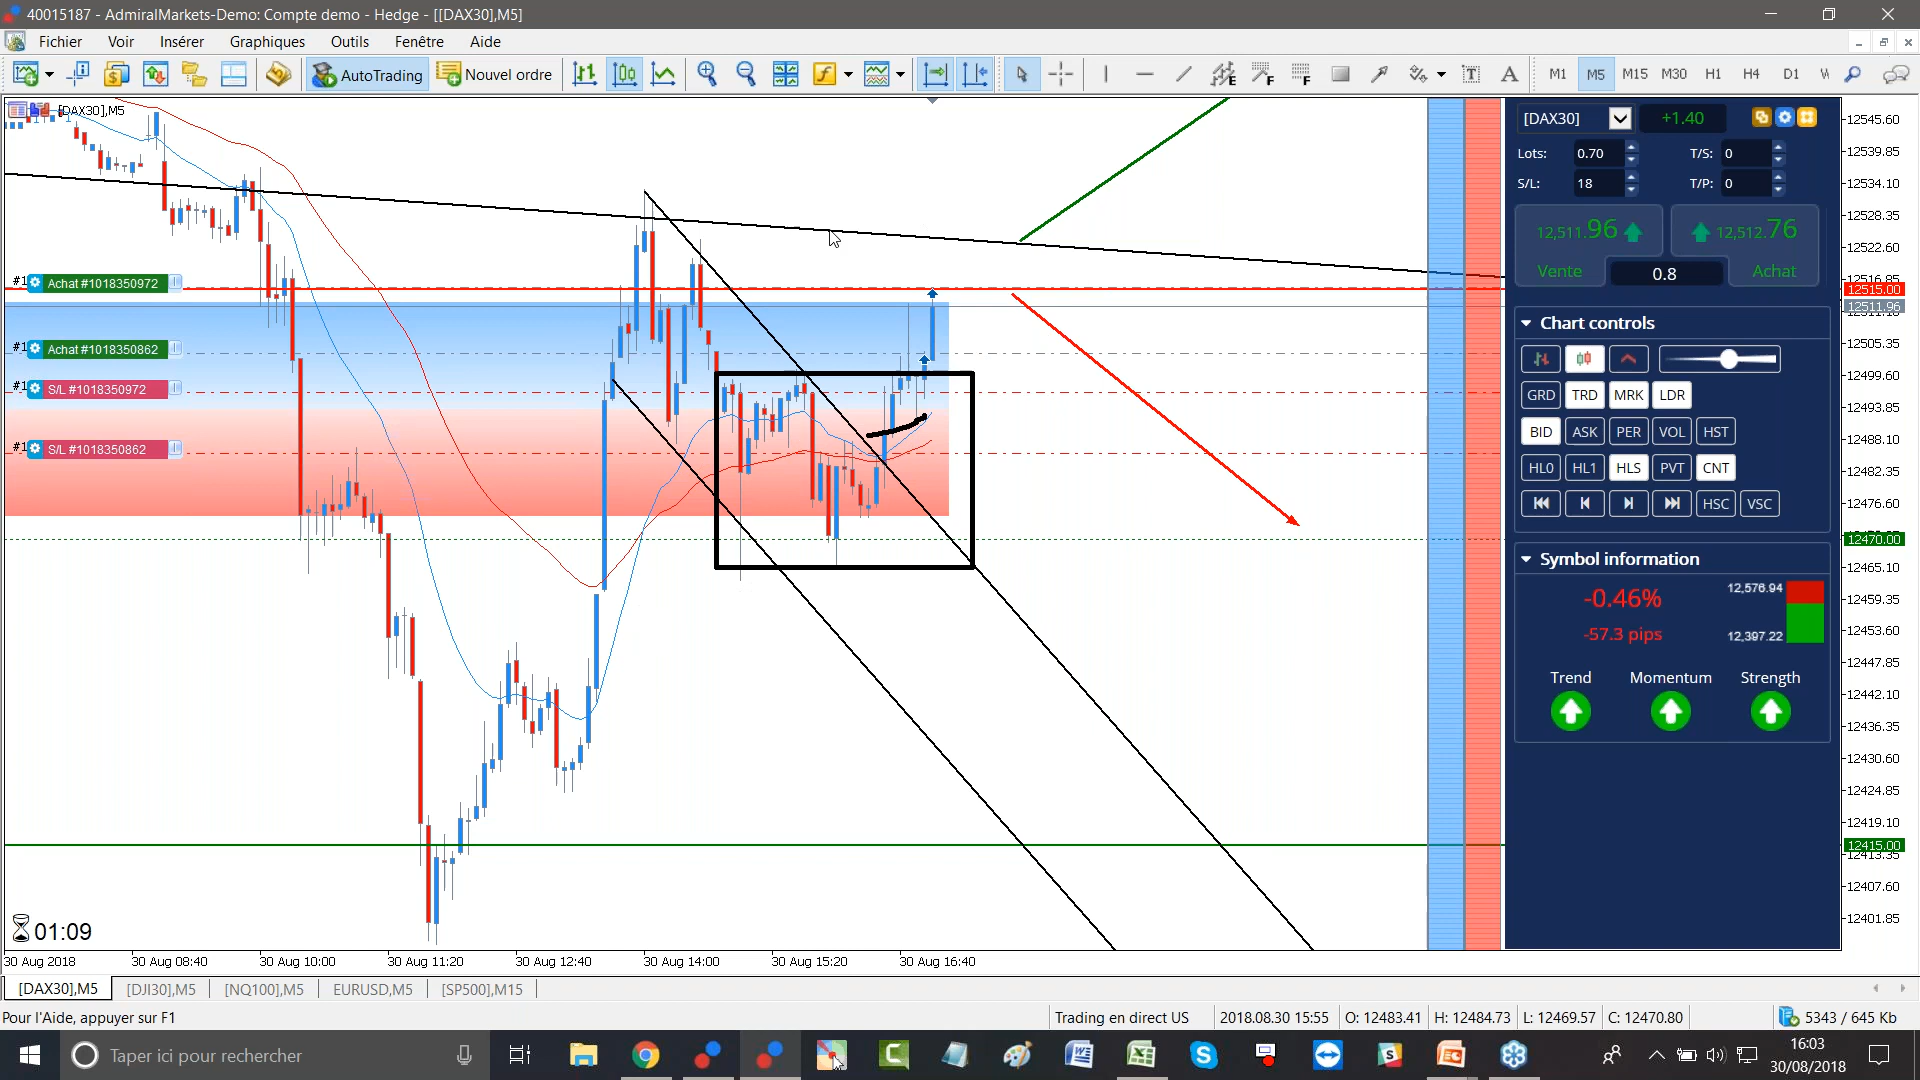 40015187 - AdmiralMarkets-Demo: Compte demo - Hedge - [[DAX30],M5]
Fichier Voir Insérer Graphiques Outils Fenêtre Aide
AutoTrading Nouvel ordre M1 M5 M15 M30 H1 H4 D1
[DAX30],M5
Achat #1018350972
Achat #1018350862
S/L #1018350972
S/L #1018350862
01:09
30 Aug 2018 30 Aug 08:40 30 Aug 10:00 30 Aug 11:20 30 Aug 12:40 30 Aug 14:00 30 Aug 15:20 30 Aug 16:40
[DAX30] +1.40
Lots: 0.70 T/S: 0
S/L: 18 T/P: 0
12,511.96 12,512.76
Vente 0.8 Achat
Chart controls
GRD TRD MRK LDR
BID ASK PER VOL HST
HL0 HL1 HLS PVT CNT
HSC VSC
Symbol information
-0.46% 12,576.94
-57.3 pips 12,397.22
Trend Momentum Strength
12545.60
12539.85
12534.10
12528.35
12522.60
12515.00
12511.96
12505.35
12499.60
12493.85
12488.10
12482.35
12476.60
12470.00
12465.10
12459.35
12453.60
12447.85
12442.10
12436.35
12430.60
12424.85
12419.10
12415.00
12413.35
12407.60
12401.85
[DAX30],M5 [DJI30],M5 [NQ100],M5 EURUSD,M5 [SP500],M15
Pour l'Aide, appuyer sur F1 Trading en direct US 2018.08.30 15:55 O: 12483.41 H: 12484.73 L: 12469.57 C: 12470.80 5343 / 645 Kb
Taper ici pour rechercher 16:03
30/08/2018